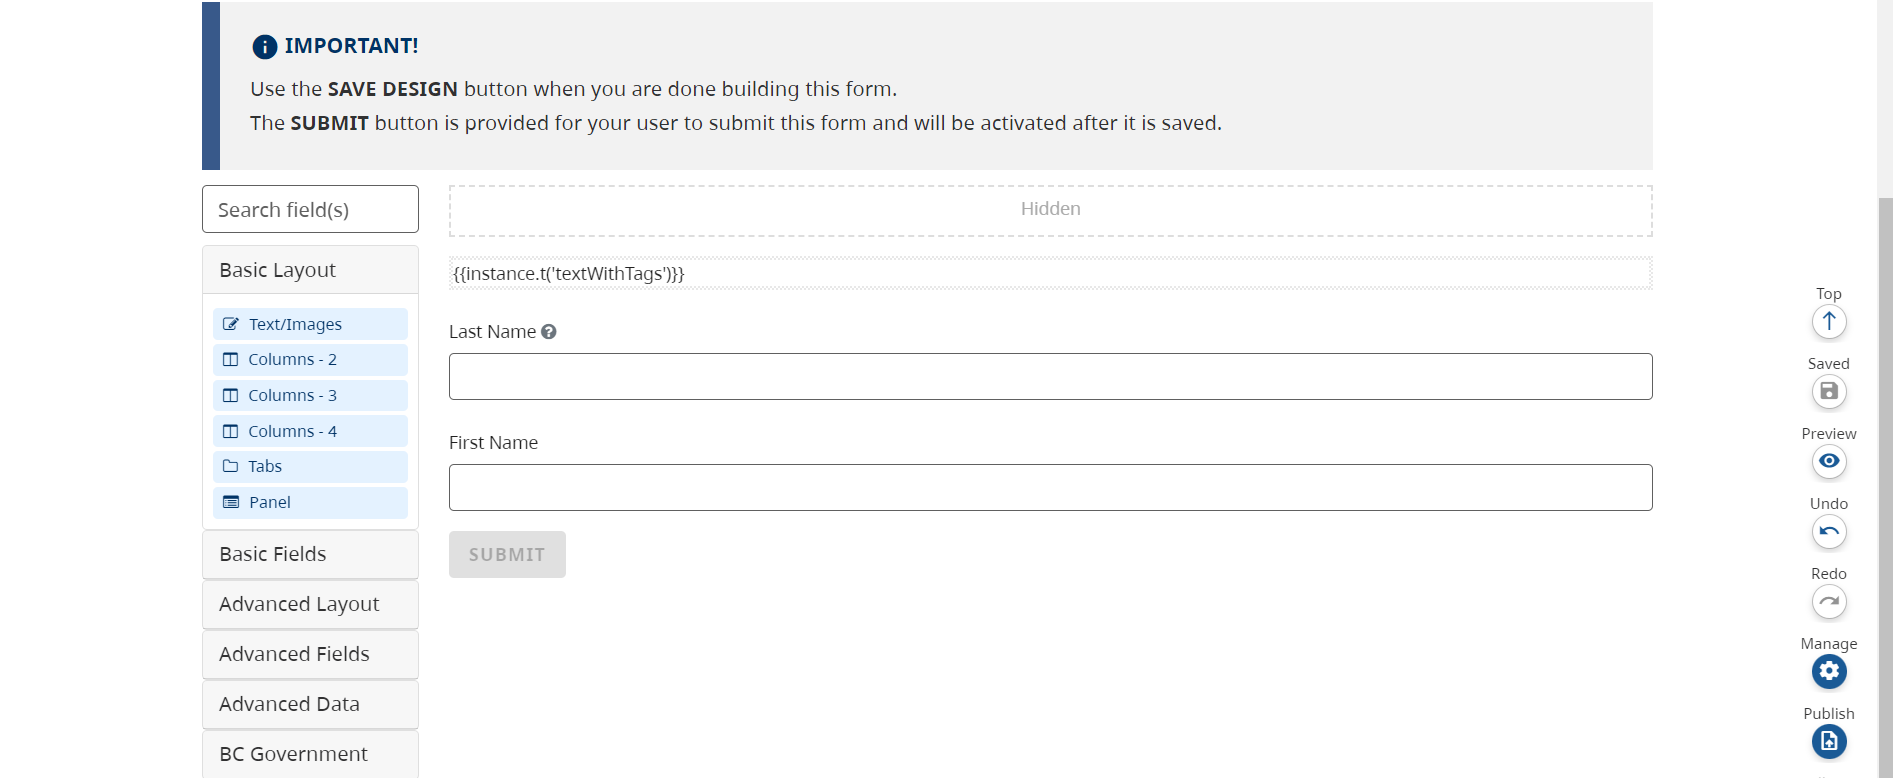 IMPORTANT!
Use the SAVE DESIGN button when you are done building this form.
The SUBMIT button is provided for your user to submit this form and will be activated after it is saved.
Search field(s)
Basic Layout
Text/Images
Columns - 2
Columns - 3
Columns - 4
Tabs
Panel
Basic Fields
Advanced Layout
Advanced Fields
Advanced Data
BC Government
Hidden
{{instance.t('textWithTags')}}
Last Name
First Name
SUBMIT
Top
Saved
Preview
Undo
Redo
Manage
Publish